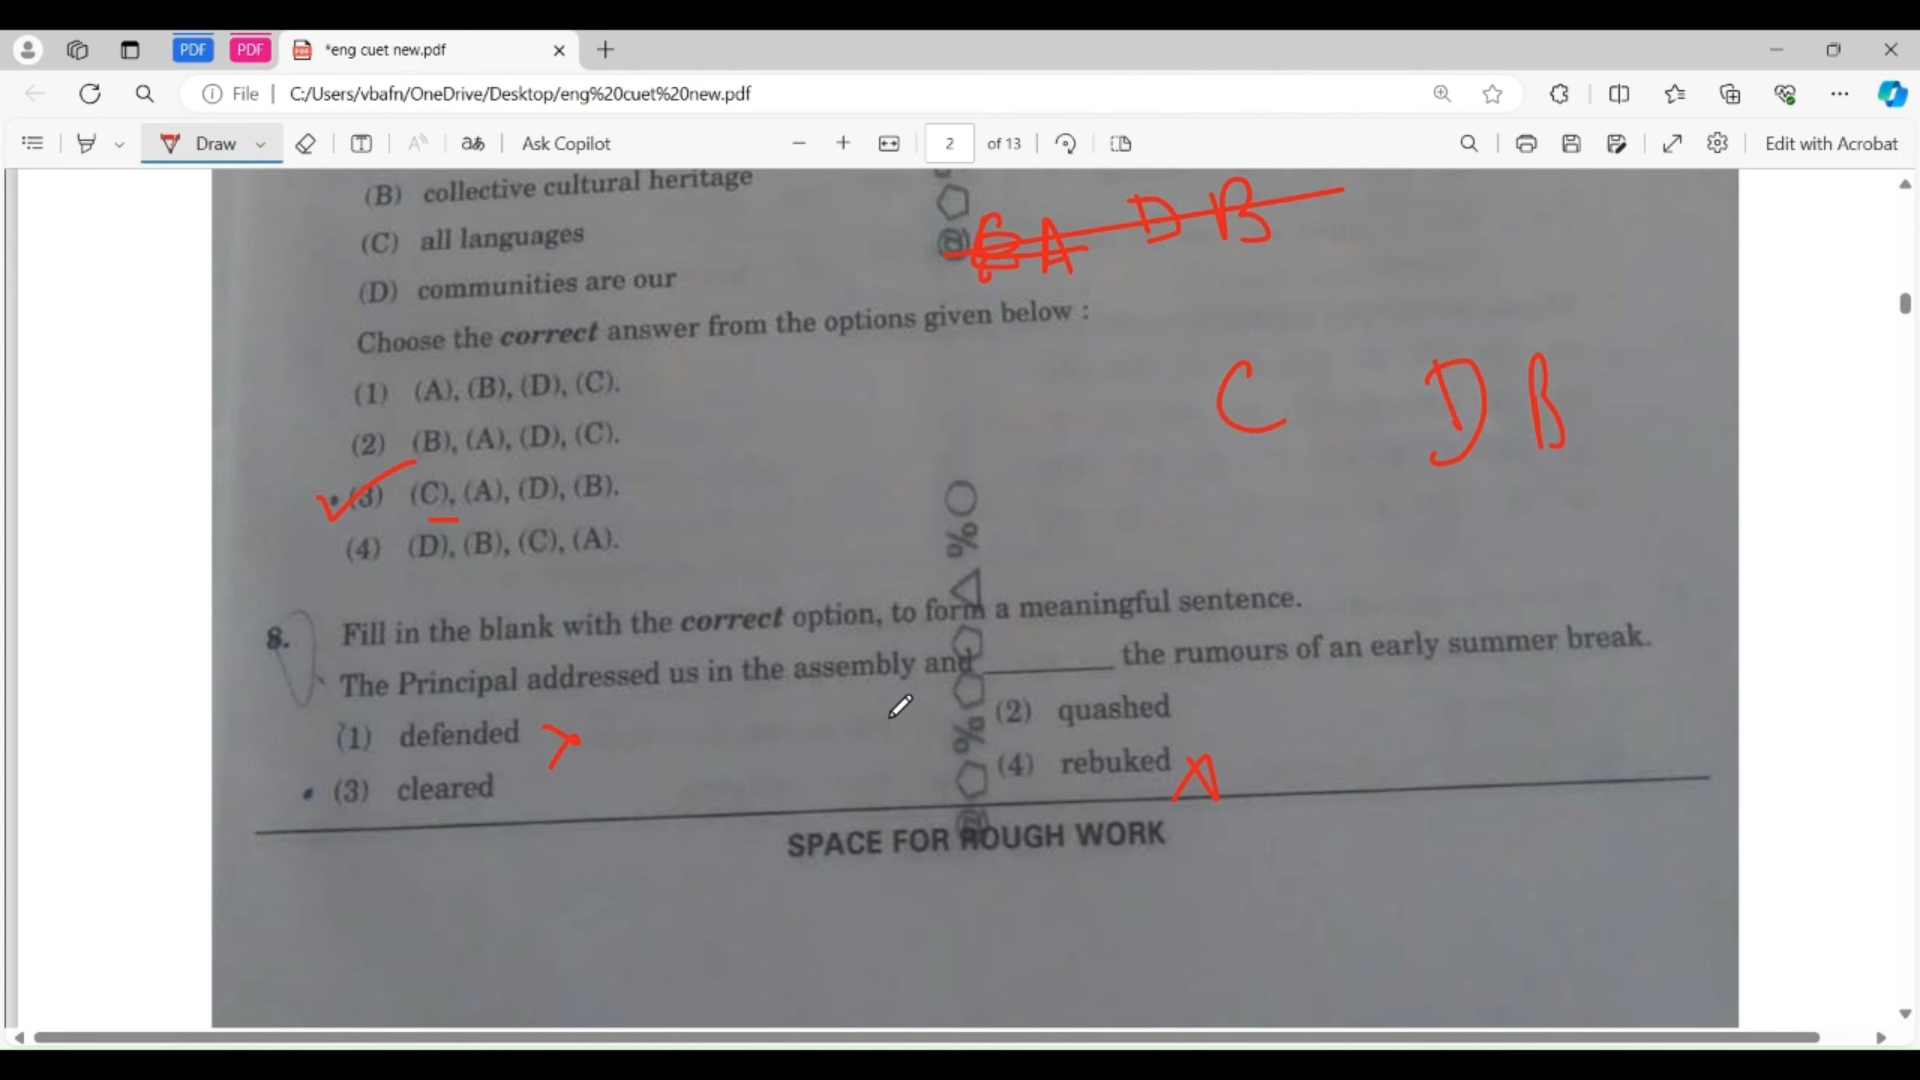 PDF PDF *eng cuet new.pdf
File C:/Users/vbafn/OneDrive/Desktop/eng%20cuet%20new.pdf
Draw Ask Copilot 2 of 13 Edit with Acrobat
(B) collective cultural heritage
C A D B
(C) all languages
(D) communities are our
Choose the correct answer from the options given below :
(1) (A), (B), (D), (C).
C D B
(2) (B), (A), (D), (C).
(3) (C), (A), (D), (B).
(4) (D), (B), (C), (A).
8. Fill in the blank with the correct option, to form a meaningful sentence.
The Principal addressed us in the assembly and ________ the rumours of an early summer break.
(1) defended (2) quashed
(3) cleared (4) rebuked
SPACE FOR ROUGH WORK